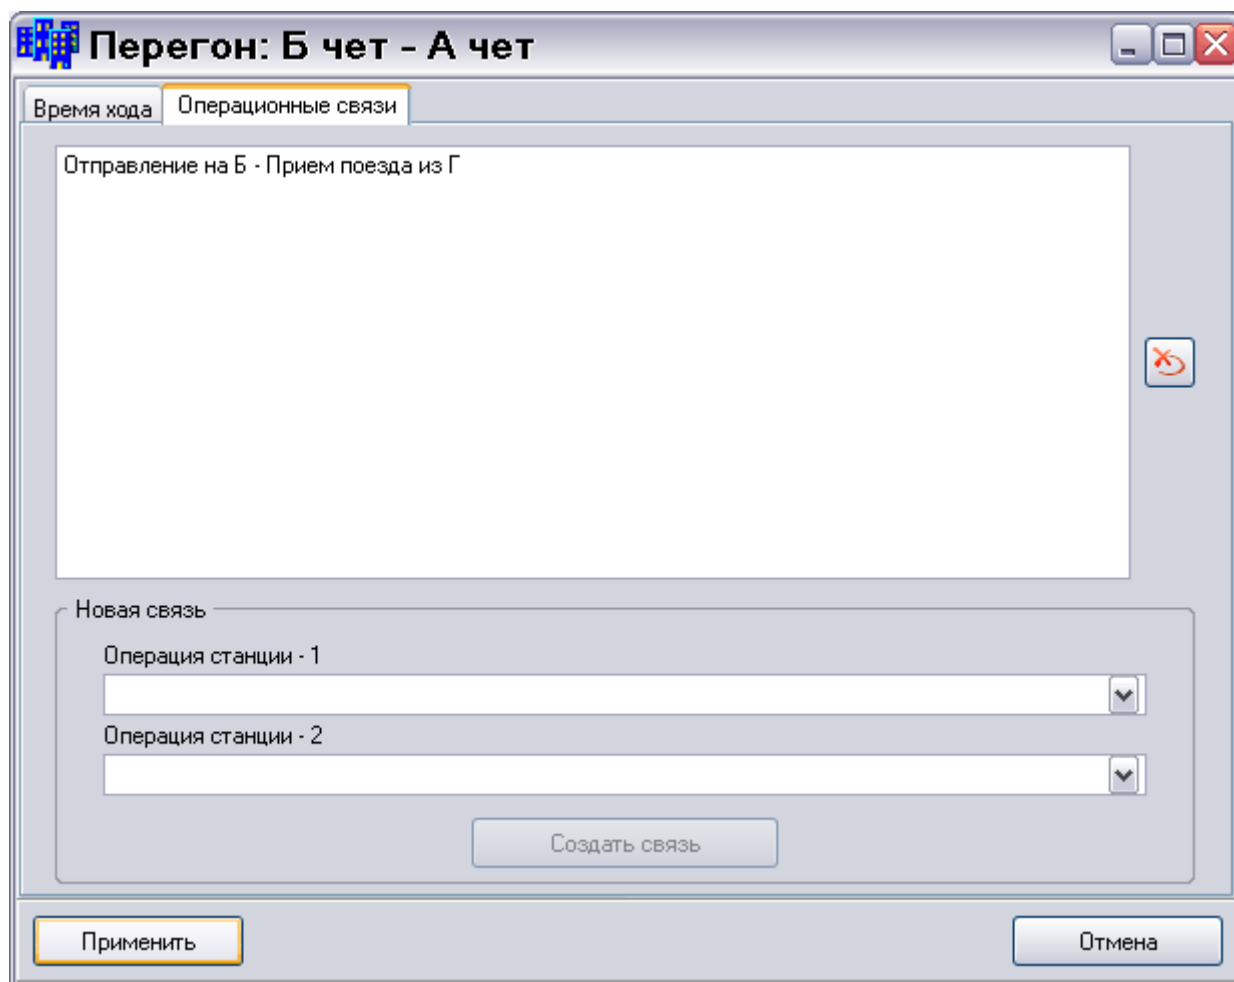 Перегон: Б чет - А чет
Время хода
Операционные связи
Отправление на Б - Прием поезда из Г
Новая связь
Операция станции - 1
Операция станции - 2
Создать связь
Применить
Отмена